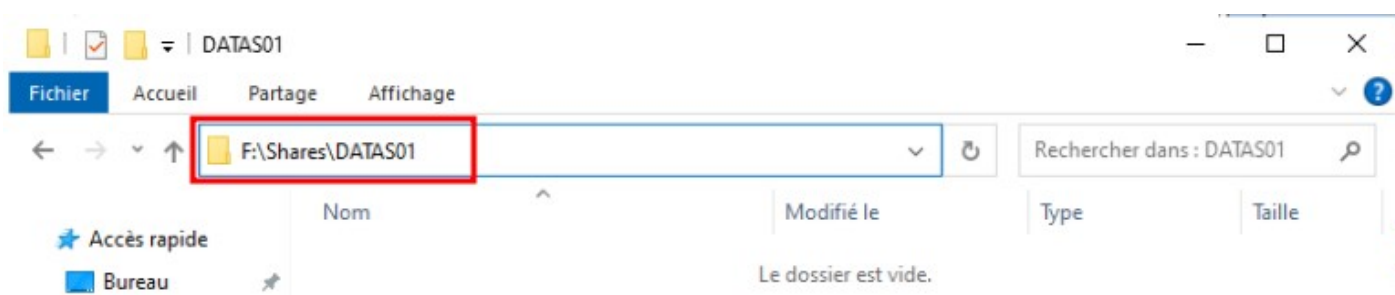 DATAS01
Fichier Accueil Partage Affichage ?
F:\Shares\DATAS01 Rechercher dans : DATAS01
Nom Modifié le Type Taille
Accès rapide
Bureau Le dossier est vide.